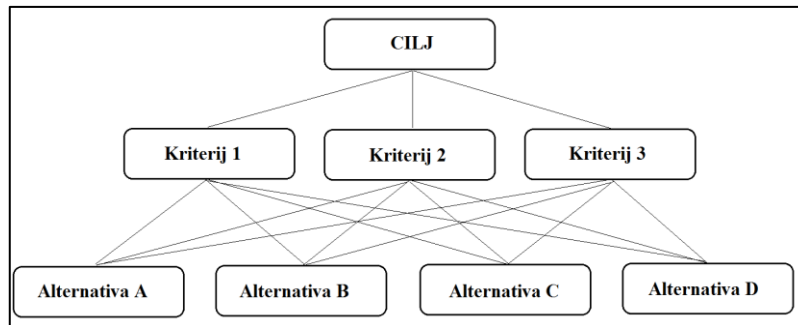 CILJ
Kriterij 1
Kriterij 2
Kriterij 3
Alternativa A
Alternativa B
Alternativa C
Alternativa D